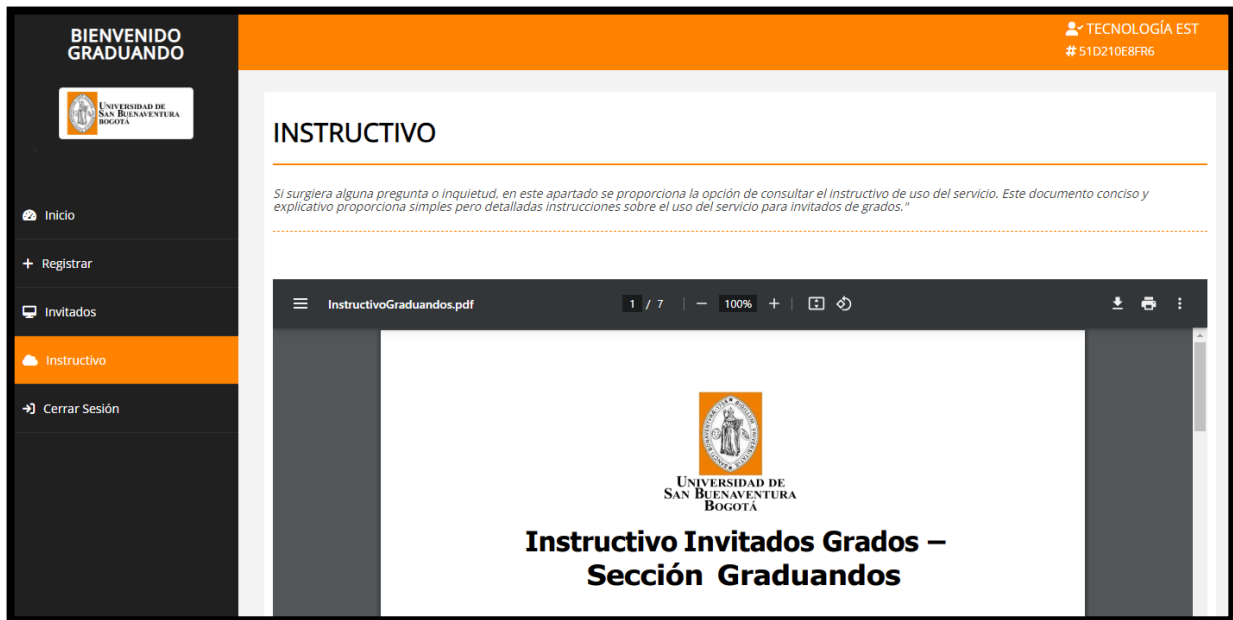 BIENVENIDO
GRADUANDO
UNIVERSIDAD DE
SAN BUENAVENTURA
BOGOTÁ
Inicio
Registrar
Invitados
Instructivo
Cerrar Sesión
TECNOLOGÍA EST
# 51D210E8FR6
INSTRUCTIVO
Si surgiera alguna pregunta o inquietud, en este apartado se proporciona la opción de consultar el instructivo de uso del servicio. Este documento conciso y
explicativo proporciona simples pero detalladas instrucciones sobre el uso del servicio para invitados de grados."
InstructivoGraduandos.pdf
1 / 7
100%
UNIVERSIDAD DE
SAN BUENAVENTURA
BOGOTÁ
Instructivo Invitados Grados –
Sección Graduandos